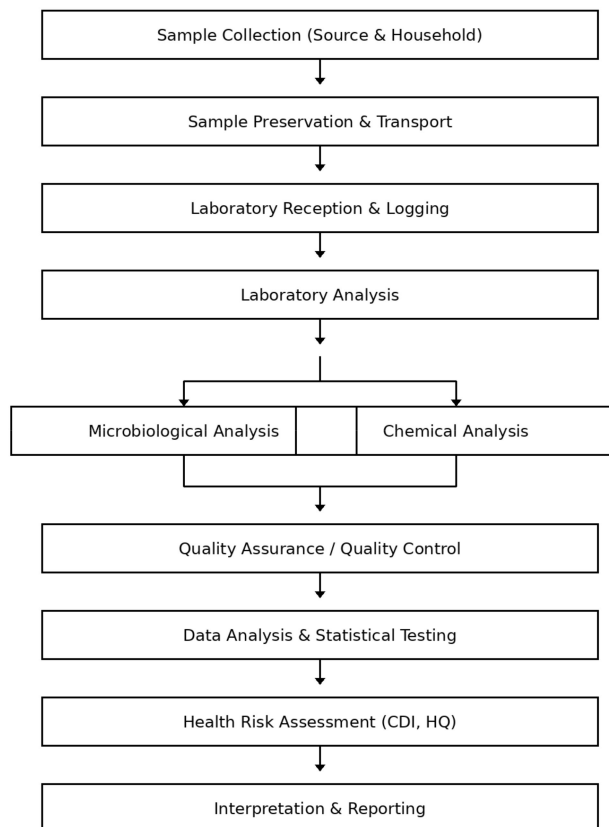 Sample Collection (Source & Household)
Sample Preservation & Transport
Laboratory Reception & Logging
Laboratory Analysis
Microbiological Analysis
Chemical Analysis
Quality Assurance / Quality Control
Data Analysis & Statistical Testing
Health Risk Assessment (CDI, HQ)
Interpretation & Reporting